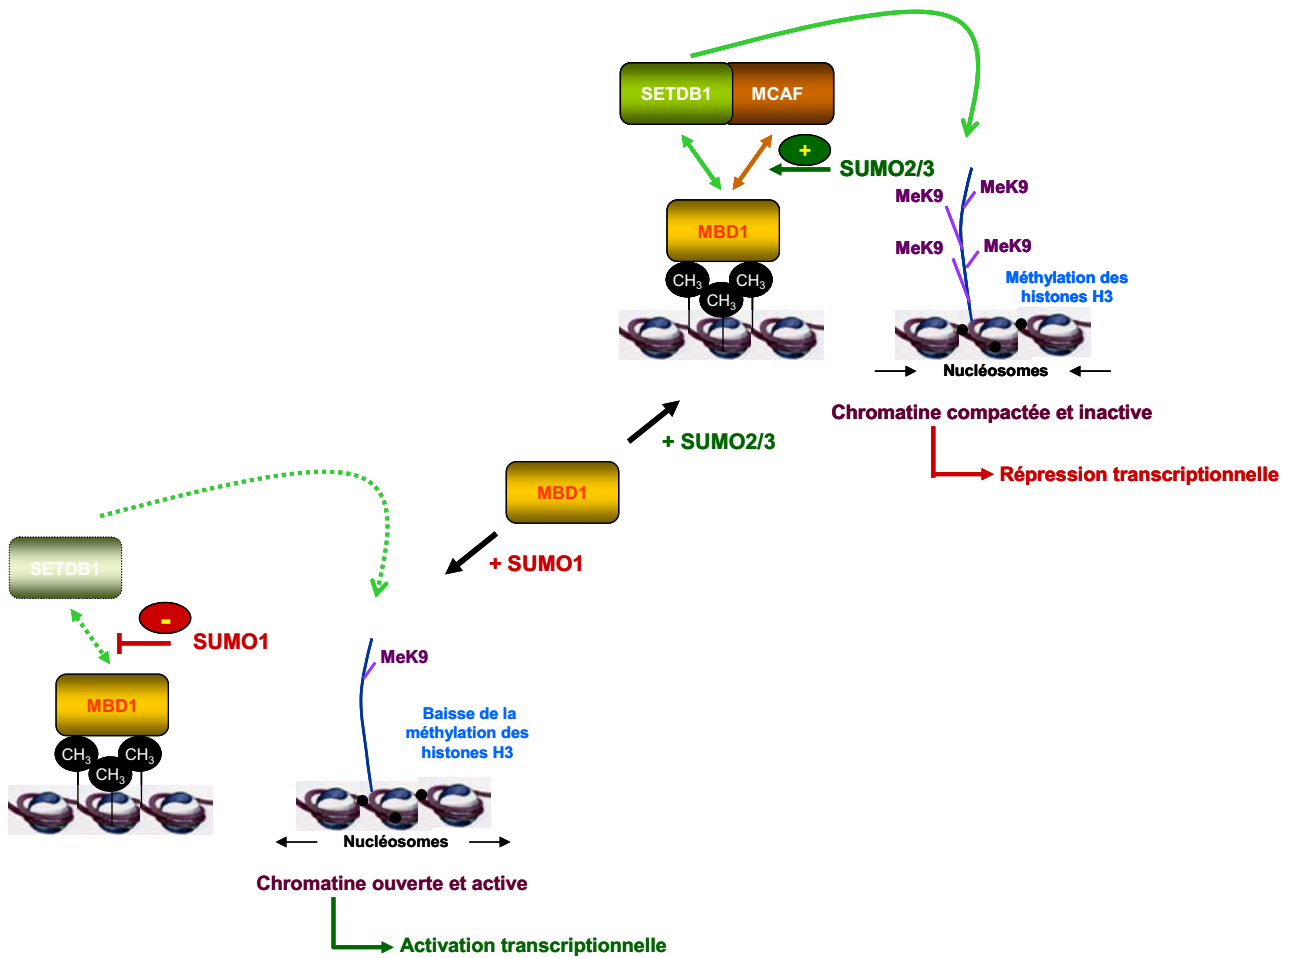 SETDB1
MCAF
+
SUMO2/3
MBD1
CH3
CH3
CH3
MeK9
MeK9
MeK9
MeK9
Méthylation des
histones H3
Nucléosomes
Chromatine compactée et inactive
Répression transcriptionnelle
+ SUMO2/3
MBD1
+ SUMO1
SETDB1
-
SUMO1
MBD1
CH3
CH3
CH3
MeK9
Baisse de la
méthylation des
histones H3
Nucléosomes
Chromatine ouverte et active
Activation transcriptionnelle